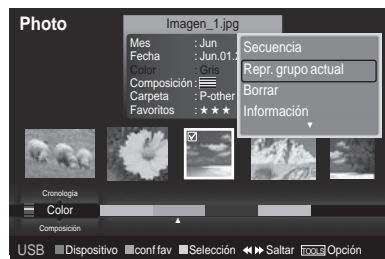 Photo
Imagen_1.jpg
Mes : Jun
Fecha : Jun.01.2
Color : Gris
Composición :
Carpeta : P-other
Favoritos : ★★★
Secuencia
Repr. grupo actual
Borrar
Información
Cronología
Color
Composición
USB Dispositivo conf fav Selección Saltar TOOLS Opción